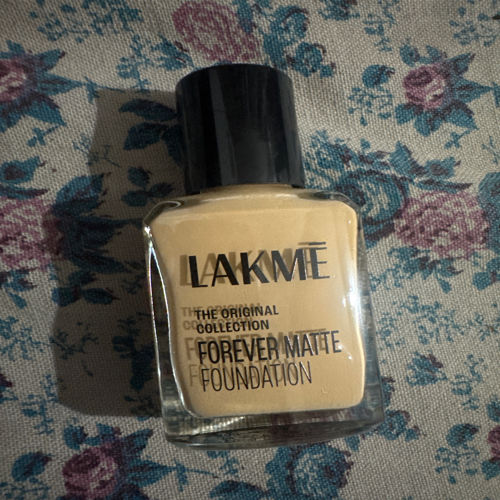 LAKMĒ
THE ORIGINAL
COLLECTION
FOREVER MATTE
FOUNDATION